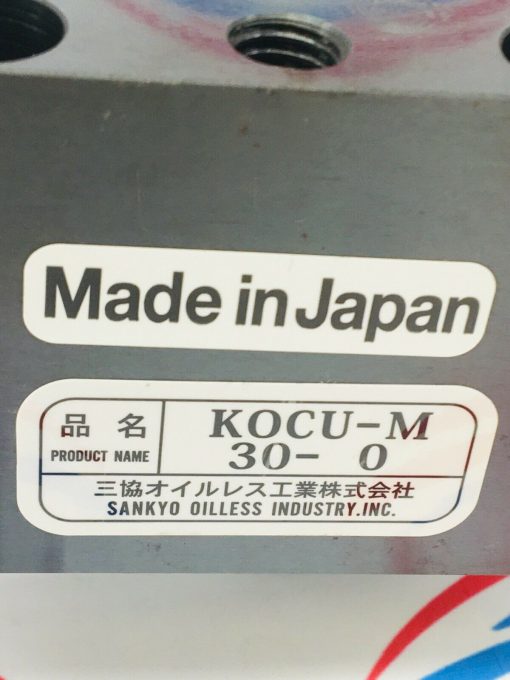 Made in Japan
品 名
PRODUCT NAME
KOCU-M
30- 0
三協オイルレス工業株式会社
SANKYO OILLESS INDUSTRY,INC.